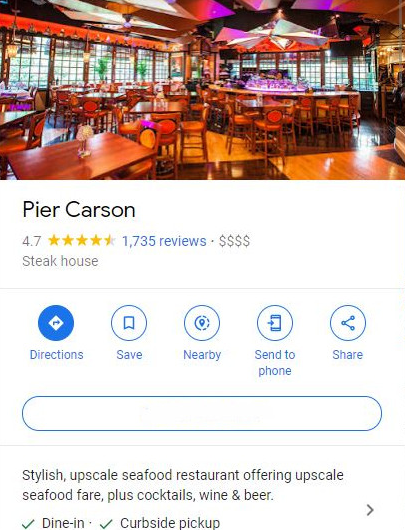 Pier Carson
4.7 1,735 reviews · $$$$
Steak house
Directions Save Nearby Send to phone Share
Stylish, upscale seafood restaurant offering upscale
seafood fare, plus cocktails, wine & beer.
Dine-in · Curbside pickup